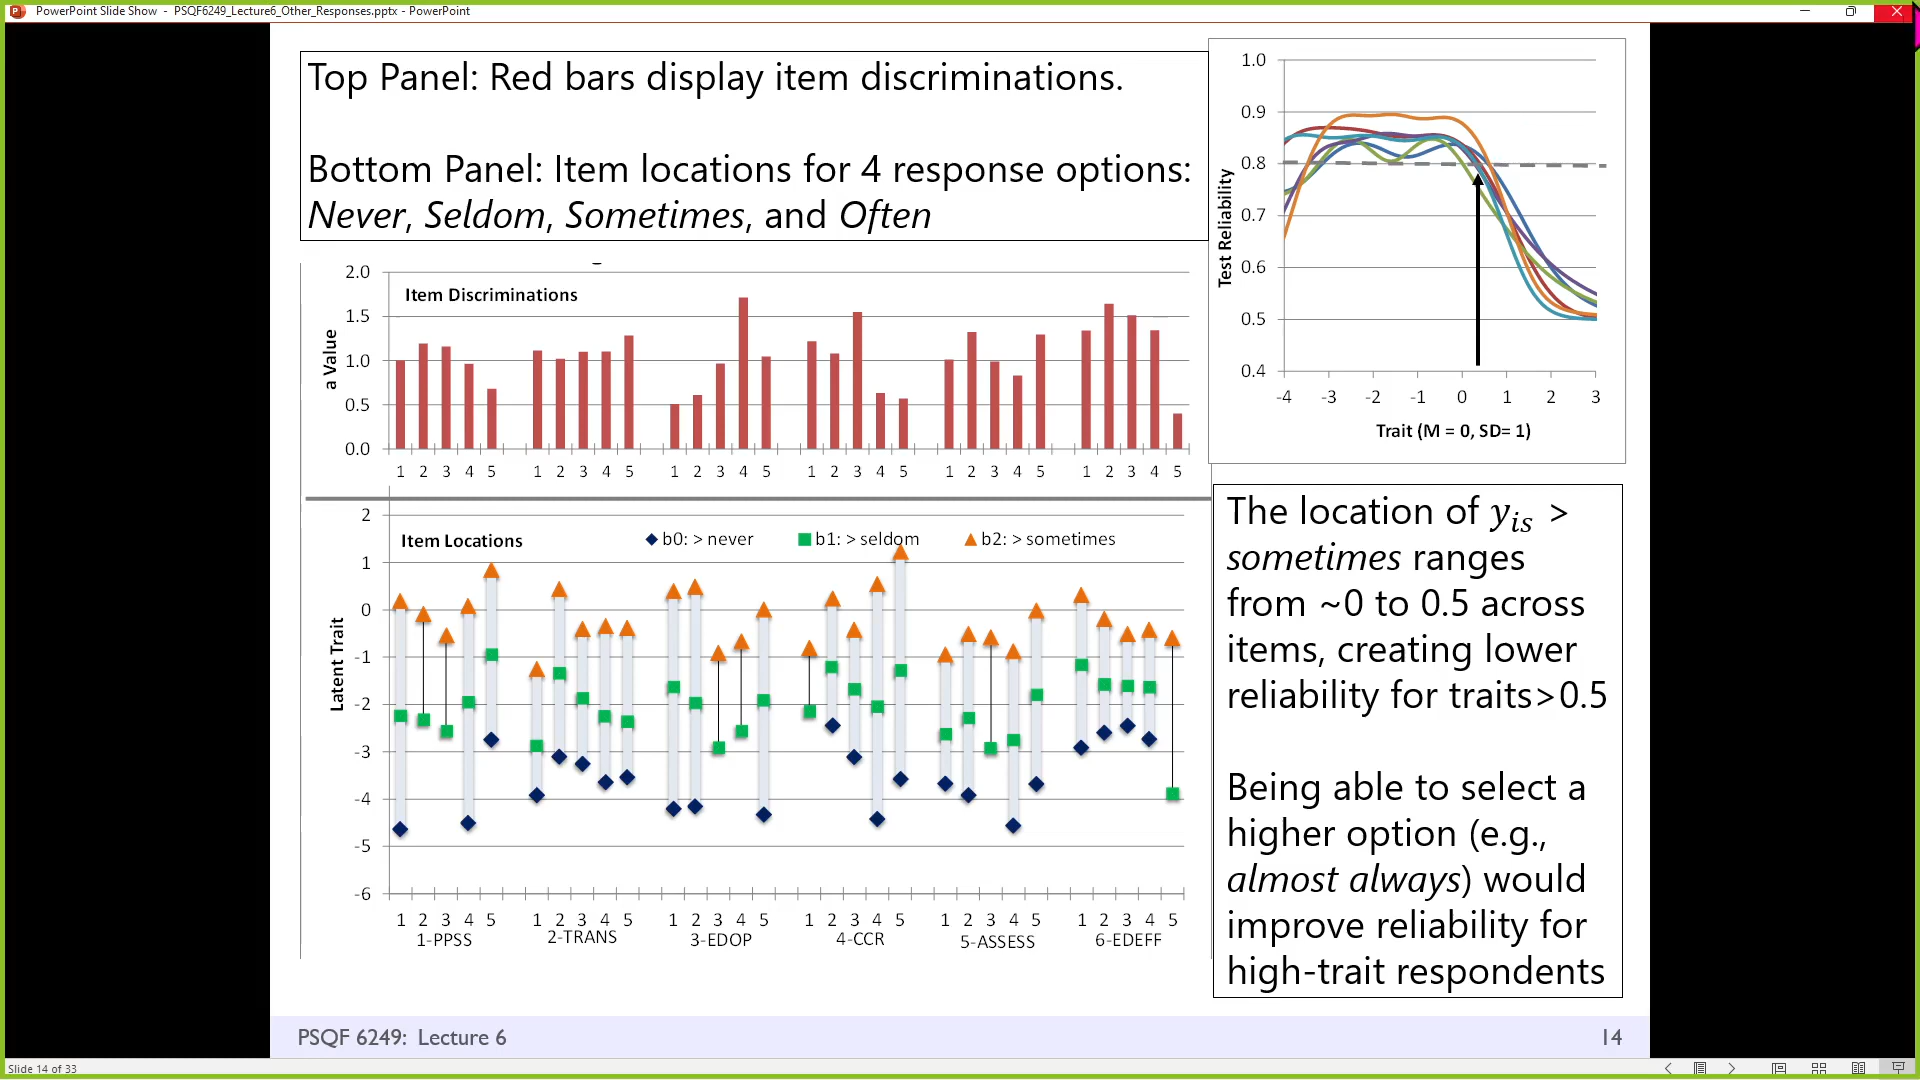 PowerPoint Slide Show - PSQF6249_Lecture6_Other_Responses.pptx - PowerPoint
Top Panel: Red bars display item discriminations.
Bottom Panel: Item locations for 4 response options:
Never, Seldom, Sometimes, and Often
1.0
0.9
0.8
0.7
0.6
0.5
0.4
Test Reliability
-4 -3 -2 -1 0 1 2 3
Trait (M = 0, SD= 1)
2.0
1.5
1.0
0.5
0.0
a Value
Item Discriminations
1 2 3 4 5 1 2 3 4 5 1 2 3 4 5 1 2 3 4 5 1 2 3 4 5 1 2 3 4 5
2
1
0
-1
-2
-3
-4
-5
-6
Latent Trait
Item Locations
b0: > never b1: > seldom b2: > sometimes
1 2 3 4 5 1 2 3 4 5 1 2 3 4 5 1 2 3 4 5 1 2 3 4 5 1 2 3 4 5
1-PPSS 2-TRANS 3-EDOP 4-CCR 5-ASSESS 6-EDEFF
The location of yis >
sometimes ranges
from ~0 to 0.5 across
items, creating lower
reliability for traits>0.5
Being able to select a
higher option (e.g.,
almost always) would
improve reliability for
high-trait respondents
PSQF 6249: Lecture 6
14
Slide 14 of 33